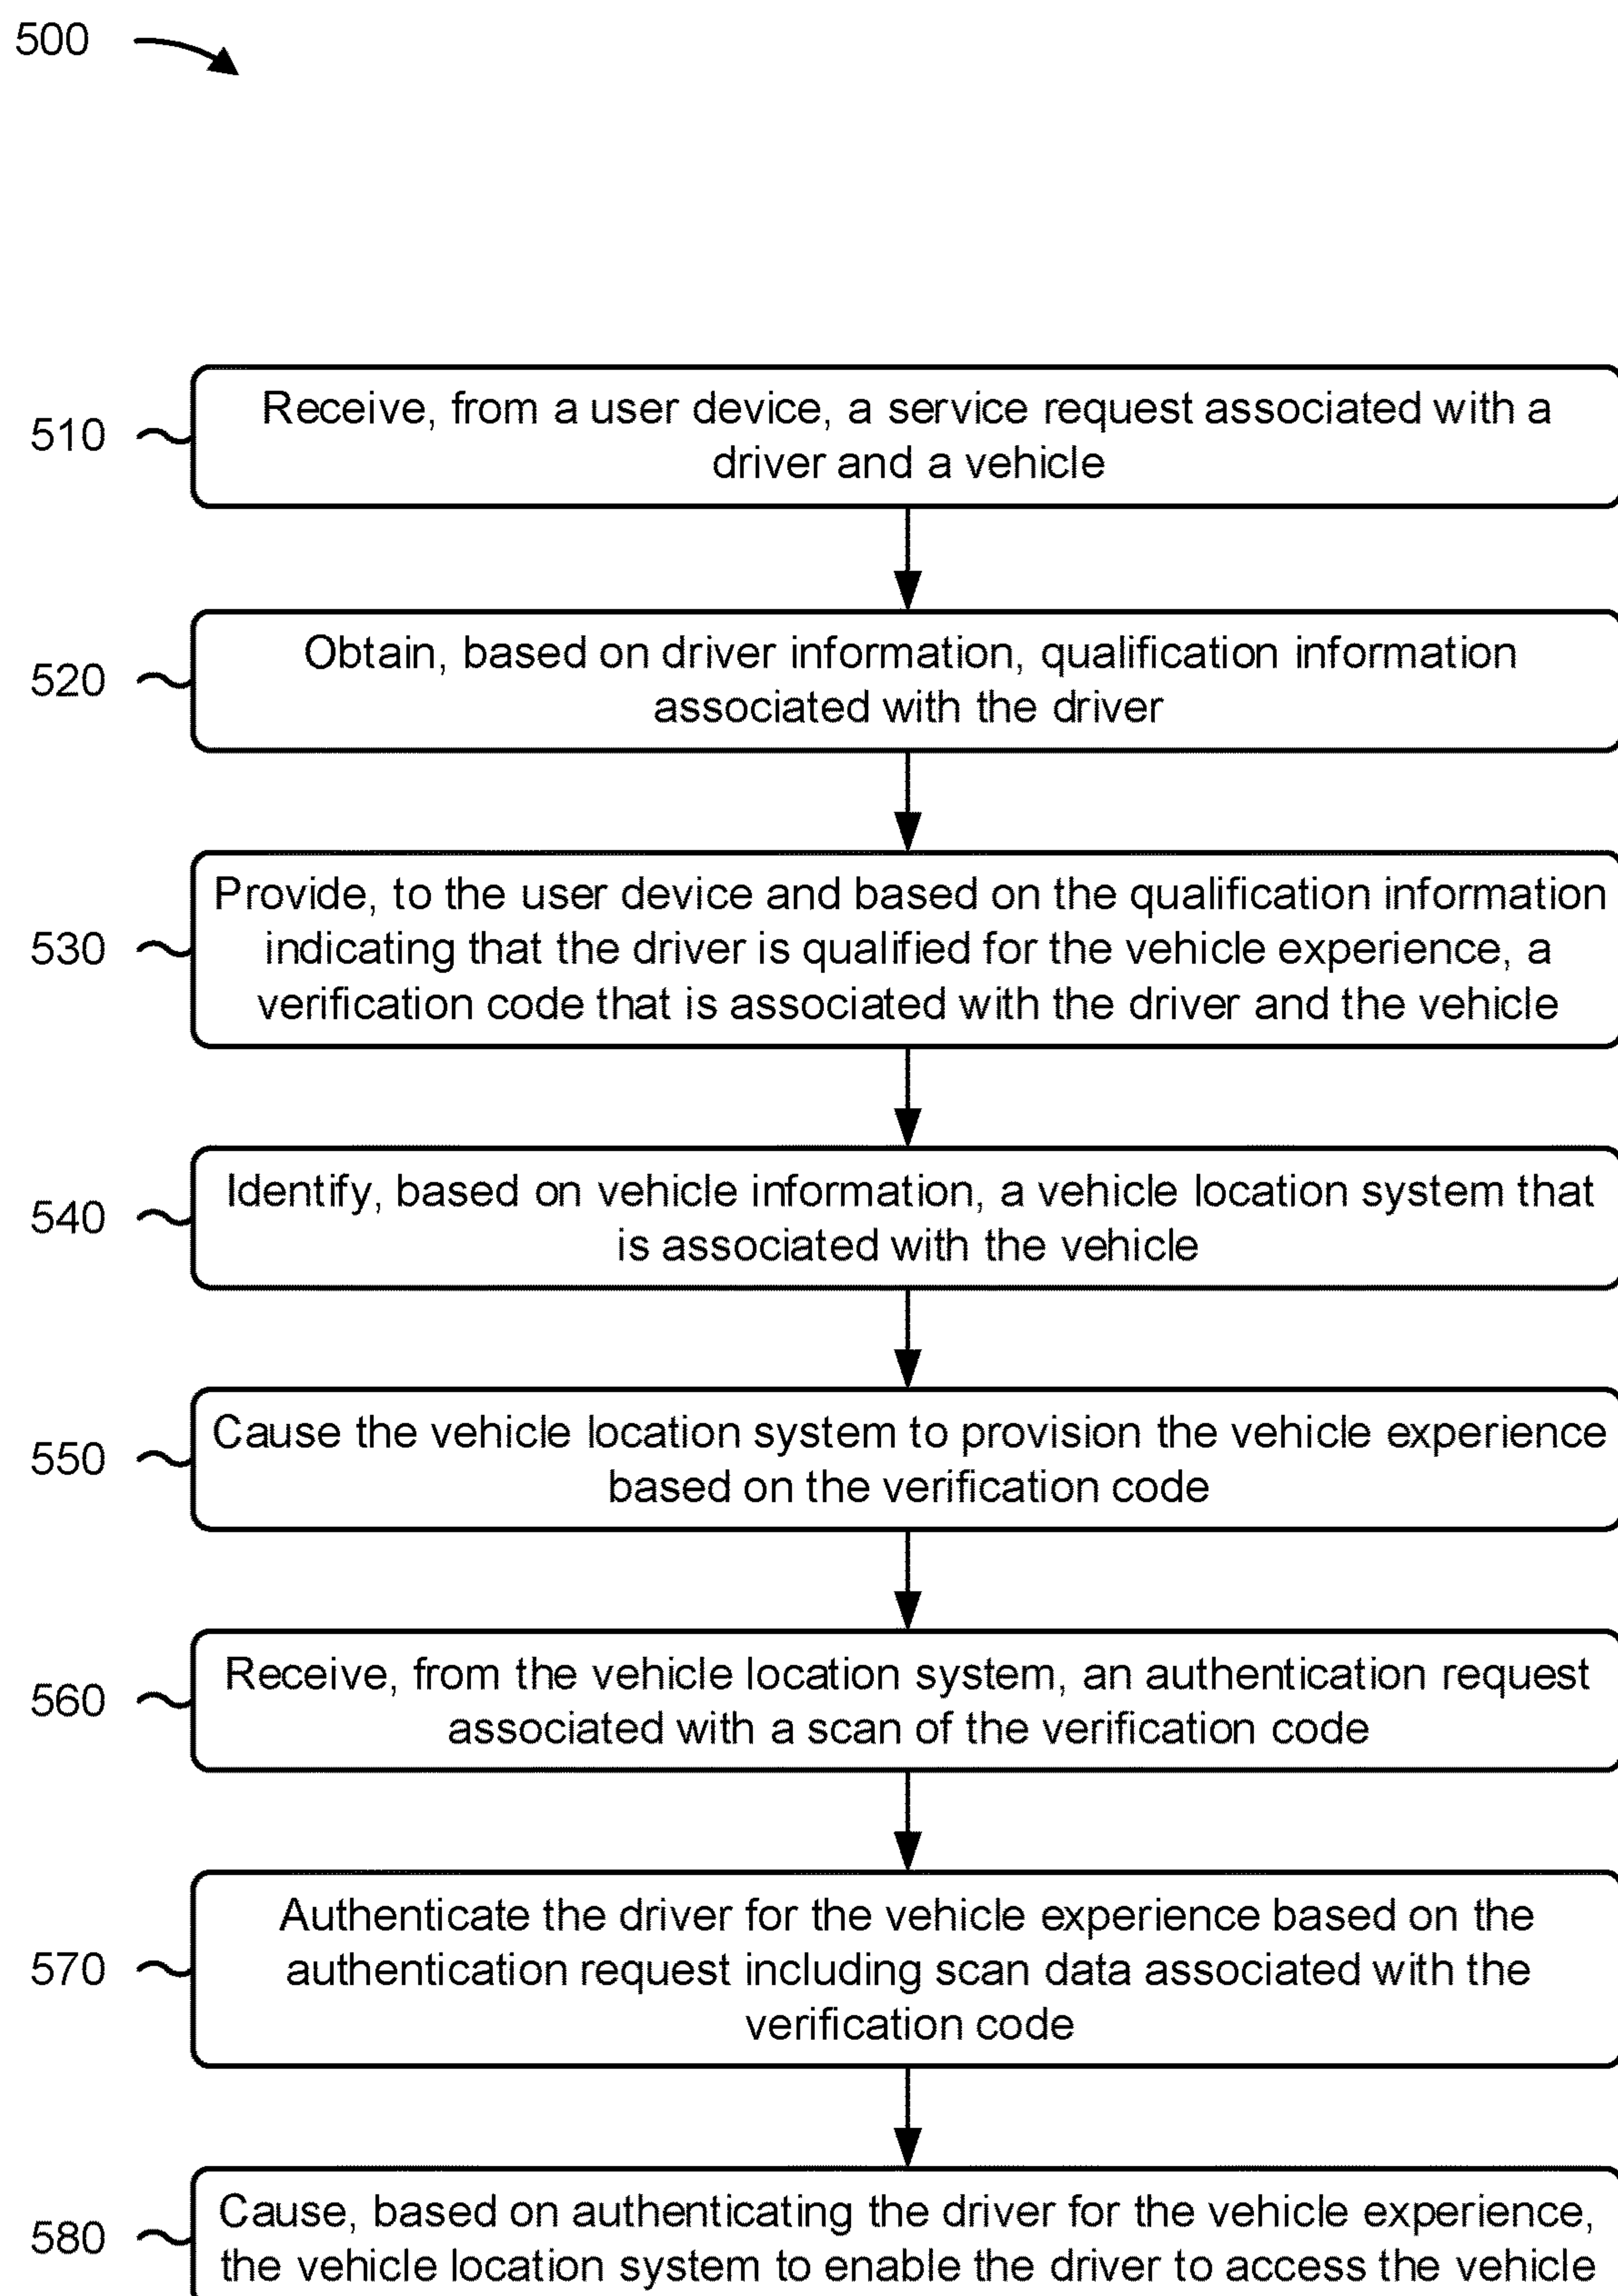 500
510
Receive, from a user device, a service request associated with a
driver and a vehicle
520
Obtain, based on driver information, qualification information
associated with the driver
530
Provide, to the user device and based on the qualification information
indicating that the driver is qualified for the vehicle experience, a
verification code that is associated with the driver and the vehicle
540
Identify, based on vehicle information, a vehicle location system that
is associated with the vehicle
550
Cause the vehicle location system to provision the vehicle experience
based on the verification code
560
Receive, from the vehicle location system, an authentication request
associated with a scan of the verification code
570
Authenticate the driver for the vehicle experience based on the
authentication request including scan data associated with the
verification code
580
Cause, based on authenticating the driver for the vehicle experience,
the vehicle location system to enable the driver to access the vehicle